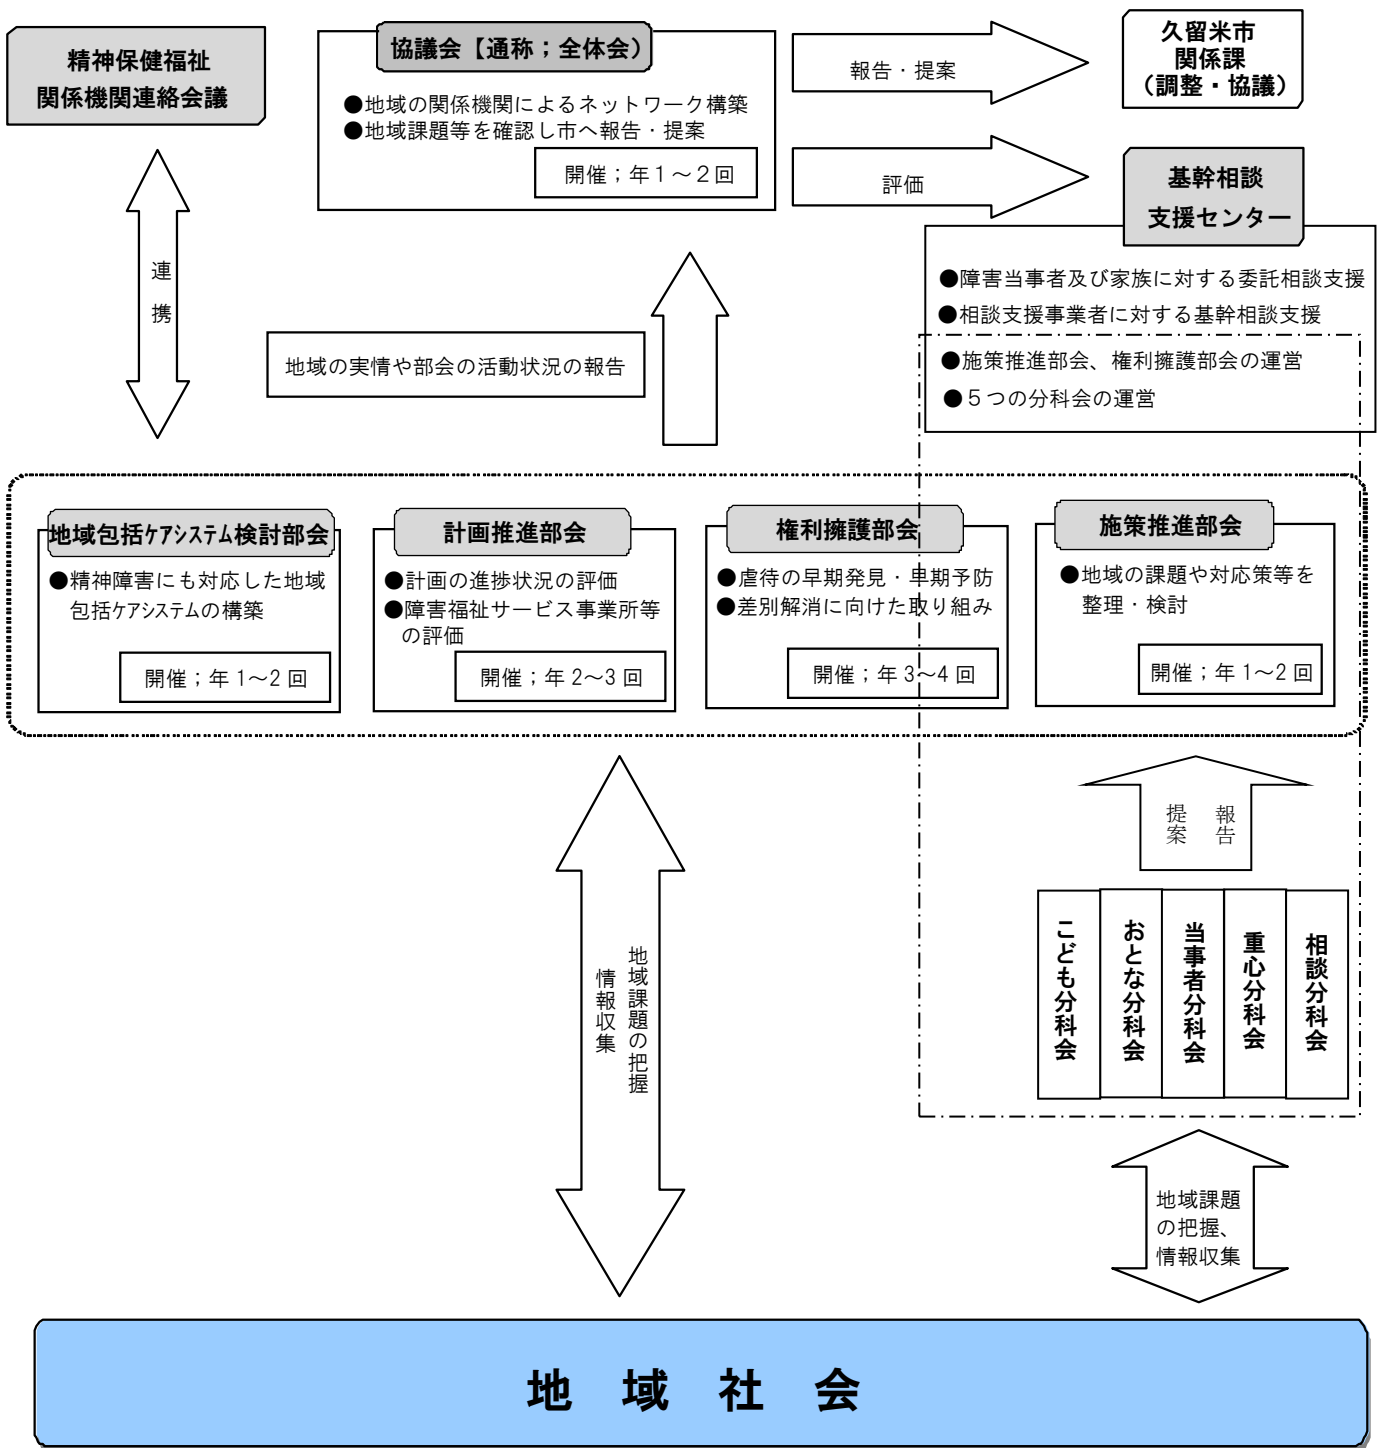 精神保健福祉
関係機関連絡会議
協議会【通称；全体会）
●地域の関係機関によるネットワーク構築
●地域課題等を確認し市へ報告・提案
開催；年１～２回
報告・提案
久留米市
関係課
（調整・協議）
評価
基幹相談
支援センター
●障害当事者及び家族に対する委託相談支援
●相談支援事業者に対する基幹相談支援
●施策推進部会、権利擁護部会の運営
●５つの分科会の運営
連携
地域の実情や部会の活動状況の報告
地域包括ケアシステム検討部会
●精神障害にも対応した地域
包括ケアシステムの構築
開催；年 1～2 回
計画推進部会
●計画の進捗状況の評価
●障害福祉サービス事業所等
の評価
開催；年 2～3 回
権利擁護部会
●虐待の早期発見・早期予防
●差別解消に向けた取り組み
開催；年 3～4 回
施策推進部会
●地域の課題や対応策等を
整理・検討
開催；年 1～2 回
報告
提案
こども分科会
おとな分科会
当事者分科会
重心分科会
相談分科会
地域課題の把握
情報収集
地域課題
の把握、
情報収集
地　域　社　会